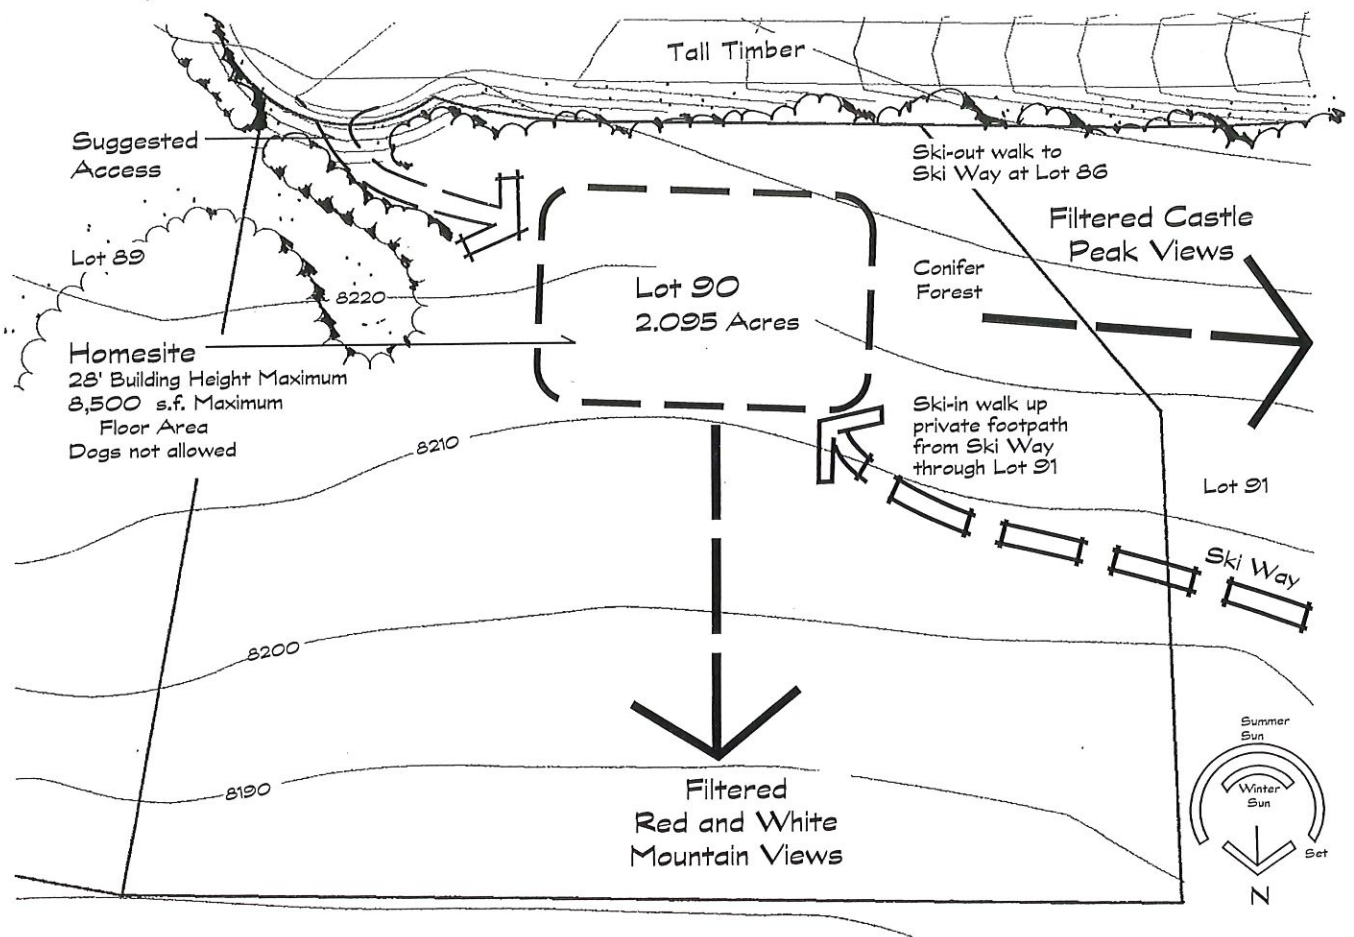 Tall Timber
Suggested
Access
Ski-out walk to
Ski Way at Lot 86
Filtered Castle
Peak Views
Lot 89
Conifer
Forest
Lot 90
2.095 Acres
8220
Homesite
28' Building Height Maximum
8,500 s.f. Maximum
Floor Area
Dogs not allowed
Ski-in walk up
private footpath
from Ski Way
through Lot 91
8210
Lot 91
Ski Way
8200
Summer
Sun
Winter
Sun
Set
N
8190
Filtered
Red and White
Mountain Views